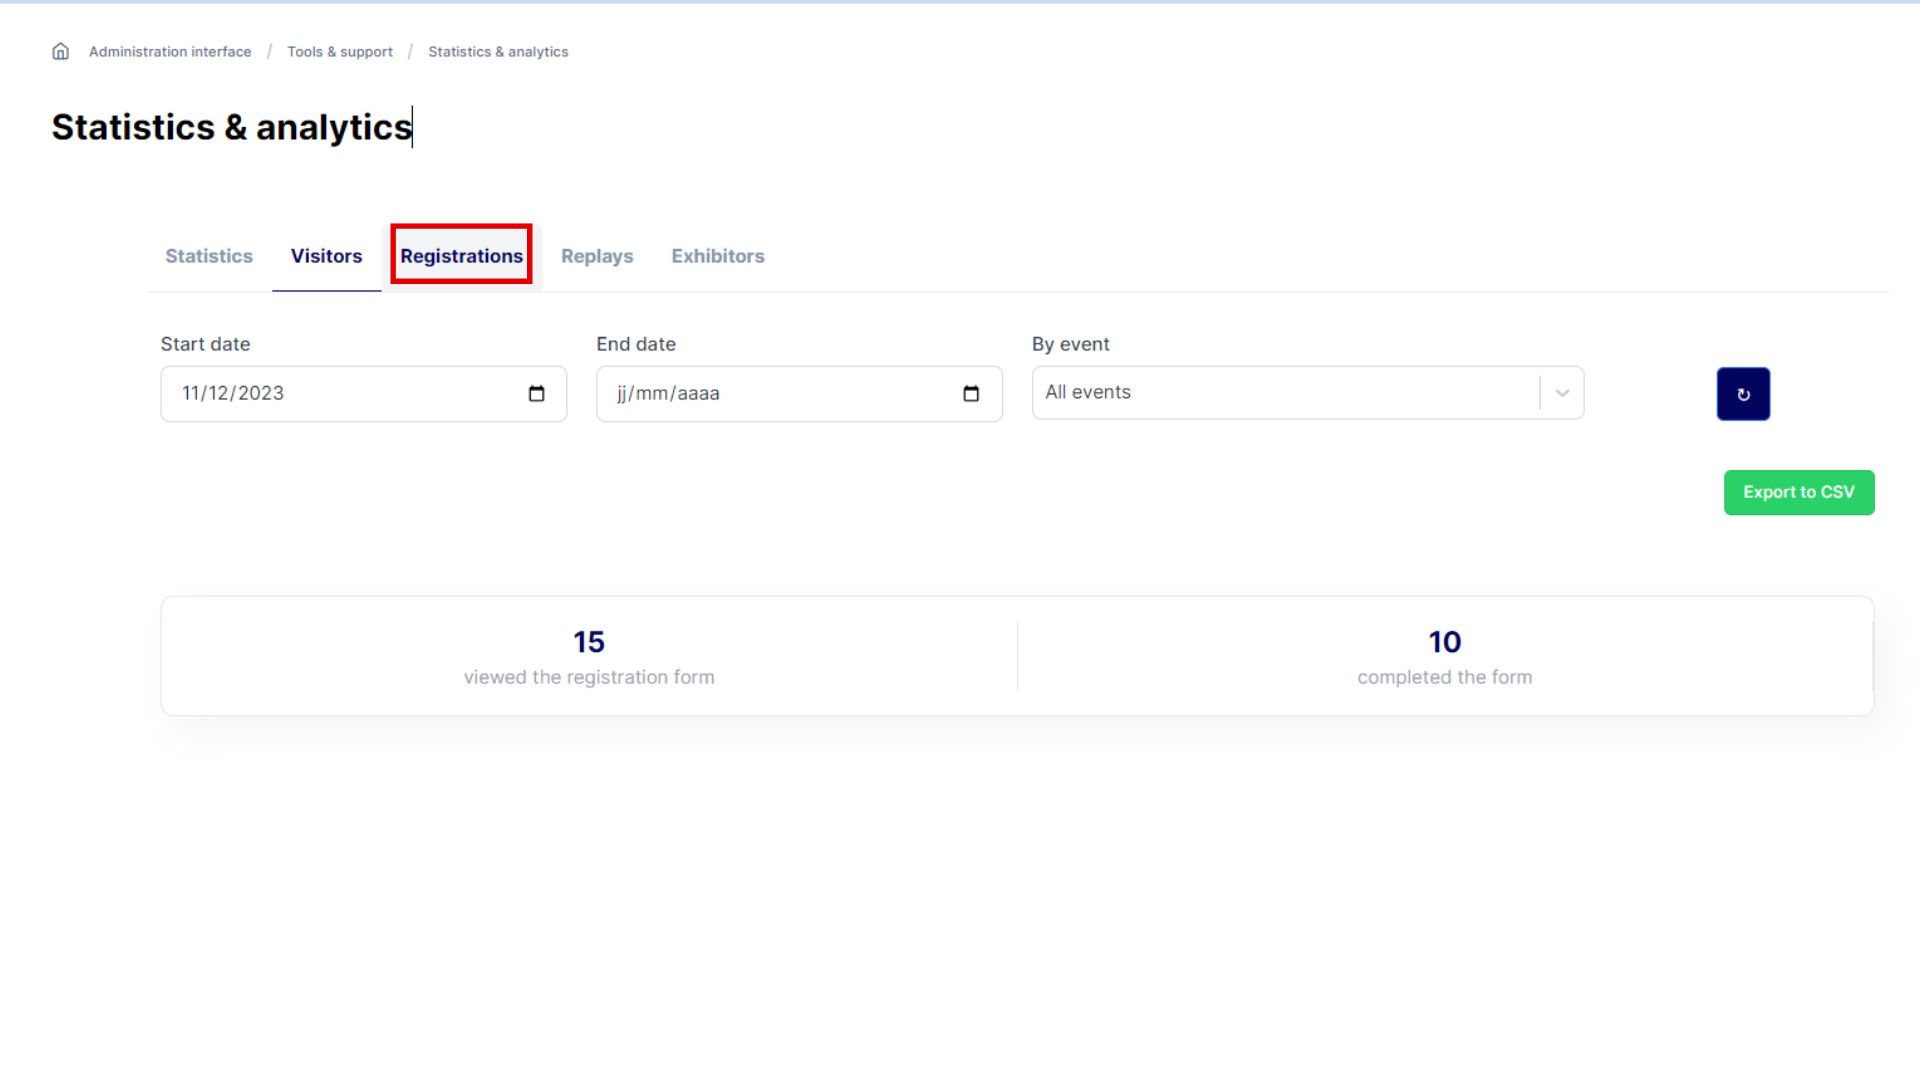 Administration interface / Tools & support / Statistics & analytics
Statistics & analytics
Statistics Visitors Registrations Replays Exhibitors
Start date End date By event
11/12/2023 jj/mm/aaaa All events
Export to CSV
15 10
viewed the registration form completed the form